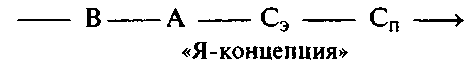 — В — А — Сэ — Сп →
«Я-концепция»